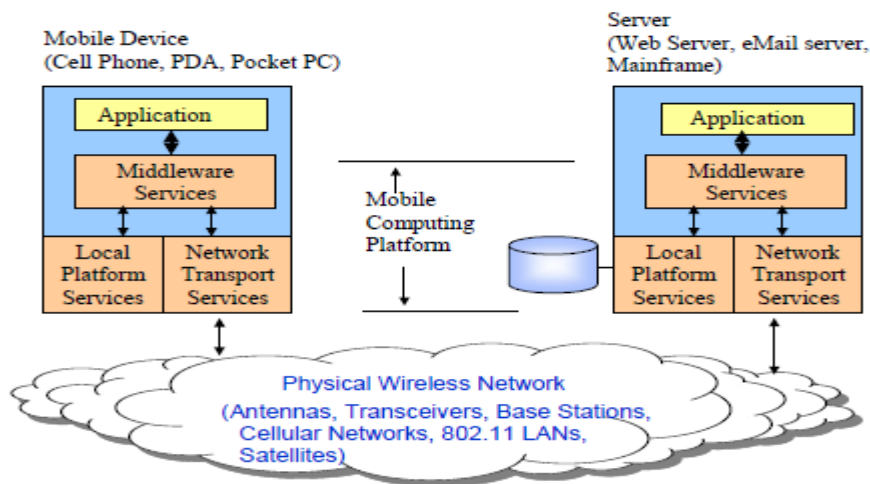 Mobile Device
(Cell Phone, PDA, Pocket PC)
Application
Middleware
Services
Local
Platform
Services
Network
Transport
Services
Mobile
Computing
Platform
Server
(Web Server, eMail server,
Mainframe)
Application
Middleware
Services
Local
Platform
Services
Network
Transport
Services
Physical Wireless Network
(Antennas, Transceivers, Base Stations,
Cellular Networks, 802.11 LANs,
Satellites)